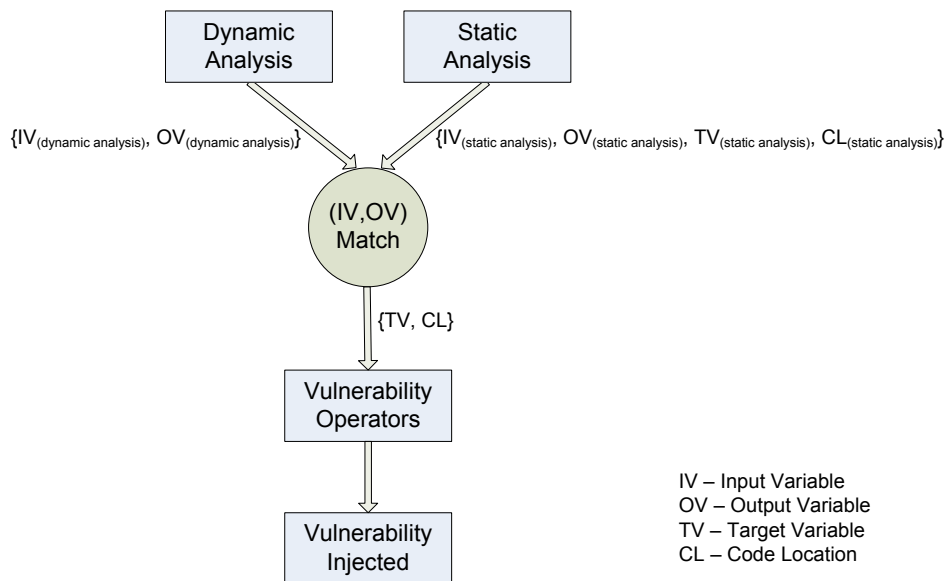 Dynamic
Analysis
Static
Analysis
{IV(dynamic analysis), OV(dynamic analysis)}
{IV(static analysis), OV(static analysis), TV(static analysis), CL(static analysis)}
(IV,OV)
Match
{TV, CL}
Vulnerability
Operators
Vulnerability
Injected
IV – Input Variable
OV – Output Variable
TV – Target Variable
CL – Code Location